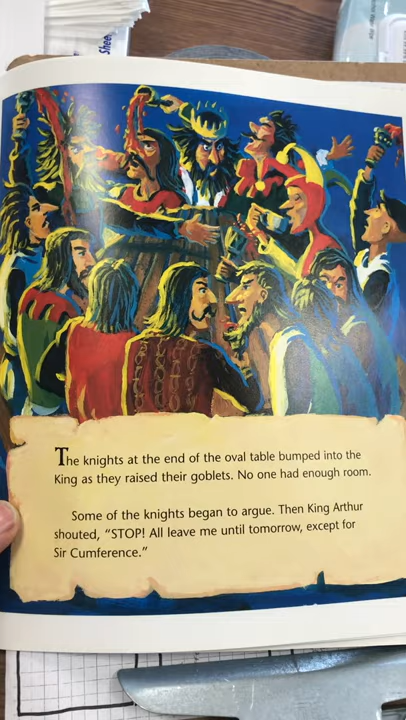 Shee
The knights at the end of the oval table bumped into the
King as they raised their goblets. No one had enough room.
Some of the knights began to argue. Then King Arthur
shouted, “STOP! All leave me until tomorrow, except for
Sir Cumference.”